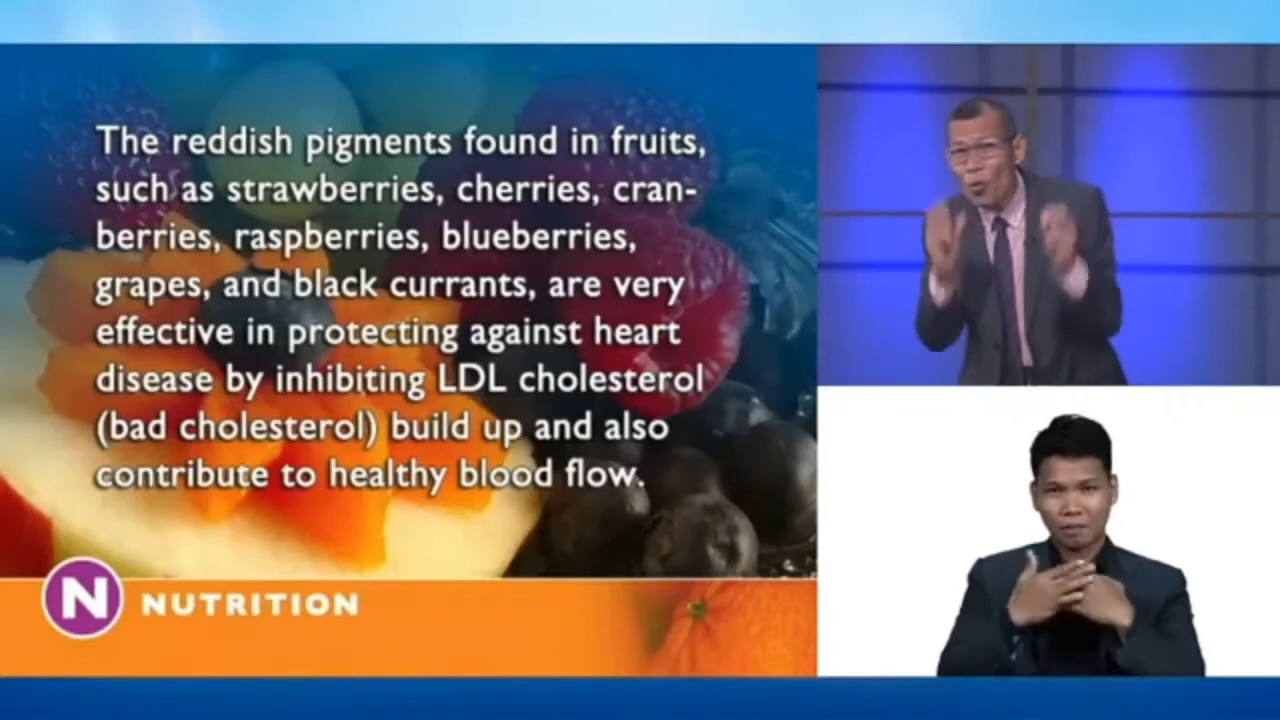 The reddish pigments found in fruits,
such as strawberries, cherries, cran-
berries, raspberries, blueberries,
grapes, and black currants, are very
effective in protecting against heart
disease by inhibiting LDL cholesterol
(bad cholesterol) build up and also
contribute to healthy blood flow.
N NUTRITION